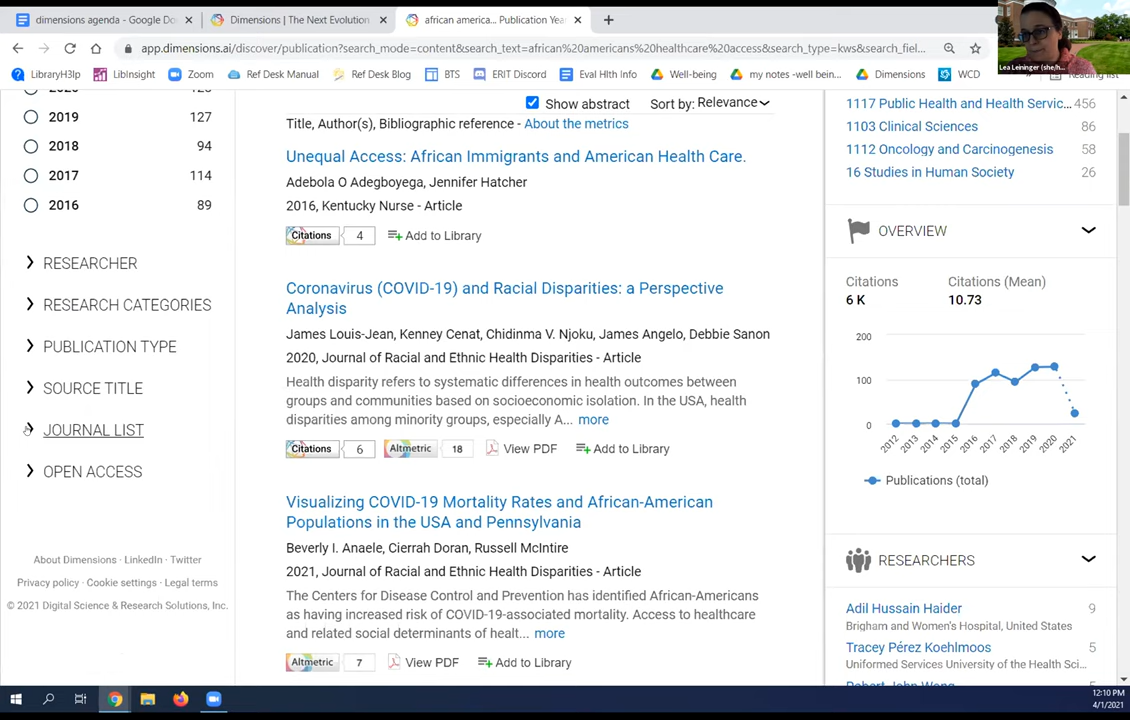 dimensions agenda - Google Do
Dimensions | The Next Evolution
african america... Publication Yea
app.dimensions.ai/discover/publication?search_mode=content&search_text=african%20americans%20healthcare%20access&search_type=kws&search_fiel...
LibraryH3lp
LibInsight
Zoom
Ref Desk Manual
Ref Desk Blog
BTS
ERIT Discord
Eval Hlth Info
Well-being
my notes -well bein...
Dimensions
WCD
Reading list
Lea Leininger (she/h...
2019 127
2018 94
2017 114
2016 89
RESEARCHER
RESEARCH CATEGORIES
PUBLICATION TYPE
SOURCE TITLE
JOURNAL LIST
OPEN ACCESS
About Dimensions · LinkedIn · Twitter
Privacy policy · Cookie settings · Legal terms
© 2021 Digital Science & Research Solutions, Inc.
Show abstract Sort by: Relevance
Title, Author(s), Bibliographic reference - About the metrics
Unequal Access: African Immigrants and American Health Care.
Adebola O Adegboyega, Jennifer Hatcher
2016, Kentucky Nurse - Article
Citations 4 Add to Library
Coronavirus (COVID-19) and Racial Disparities: a Perspective
Analysis
James Louis-Jean, Kenney Cenat, Chidinma V. Njoku, James Angelo, Debbie Sanon
2020, Journal of Racial and Ethnic Health Disparities - Article
Health disparity refers to systematic differences in health outcomes between
groups and communities based on socioeconomic isolation. In the USA, health
disparities among minority groups, especially A... more
Citations 6 Altmetric 18 View PDF Add to Library
Visualizing COVID-19 Mortality Rates and African-American
Populations in the USA and Pennsylvania
Beverly I. Anaele, Cierrah Doran, Russell McIntire
2021, Journal of Racial and Ethnic Health Disparities - Article
The Centers for Disease Control and Prevention has identified African-Americans
as having increased risk of COVID-19-associated mortality. Access to healthcare
and related social determinants of healt... more
Altmetric 7 View PDF Add to Library
1117 Public Health and Health Servic... 456
1103 Clinical Sciences 86
1112 Oncology and Carcinogenesis 58
16 Studies in Human Society 26
OVERVIEW
Citations Citations (Mean)
6 K 10.73
200
100
0
2012 2013 2014 2015 2016 2017 2018 2019 2020 2021
Publications (total)
RESEARCHERS
Adil Hussain Haider 9
Brigham and Women's Hospital, United States
Tracey Pérez Koehlmoos 5
Uniformed Services University of the Health Sci...
12:10 PM
4/1/2021